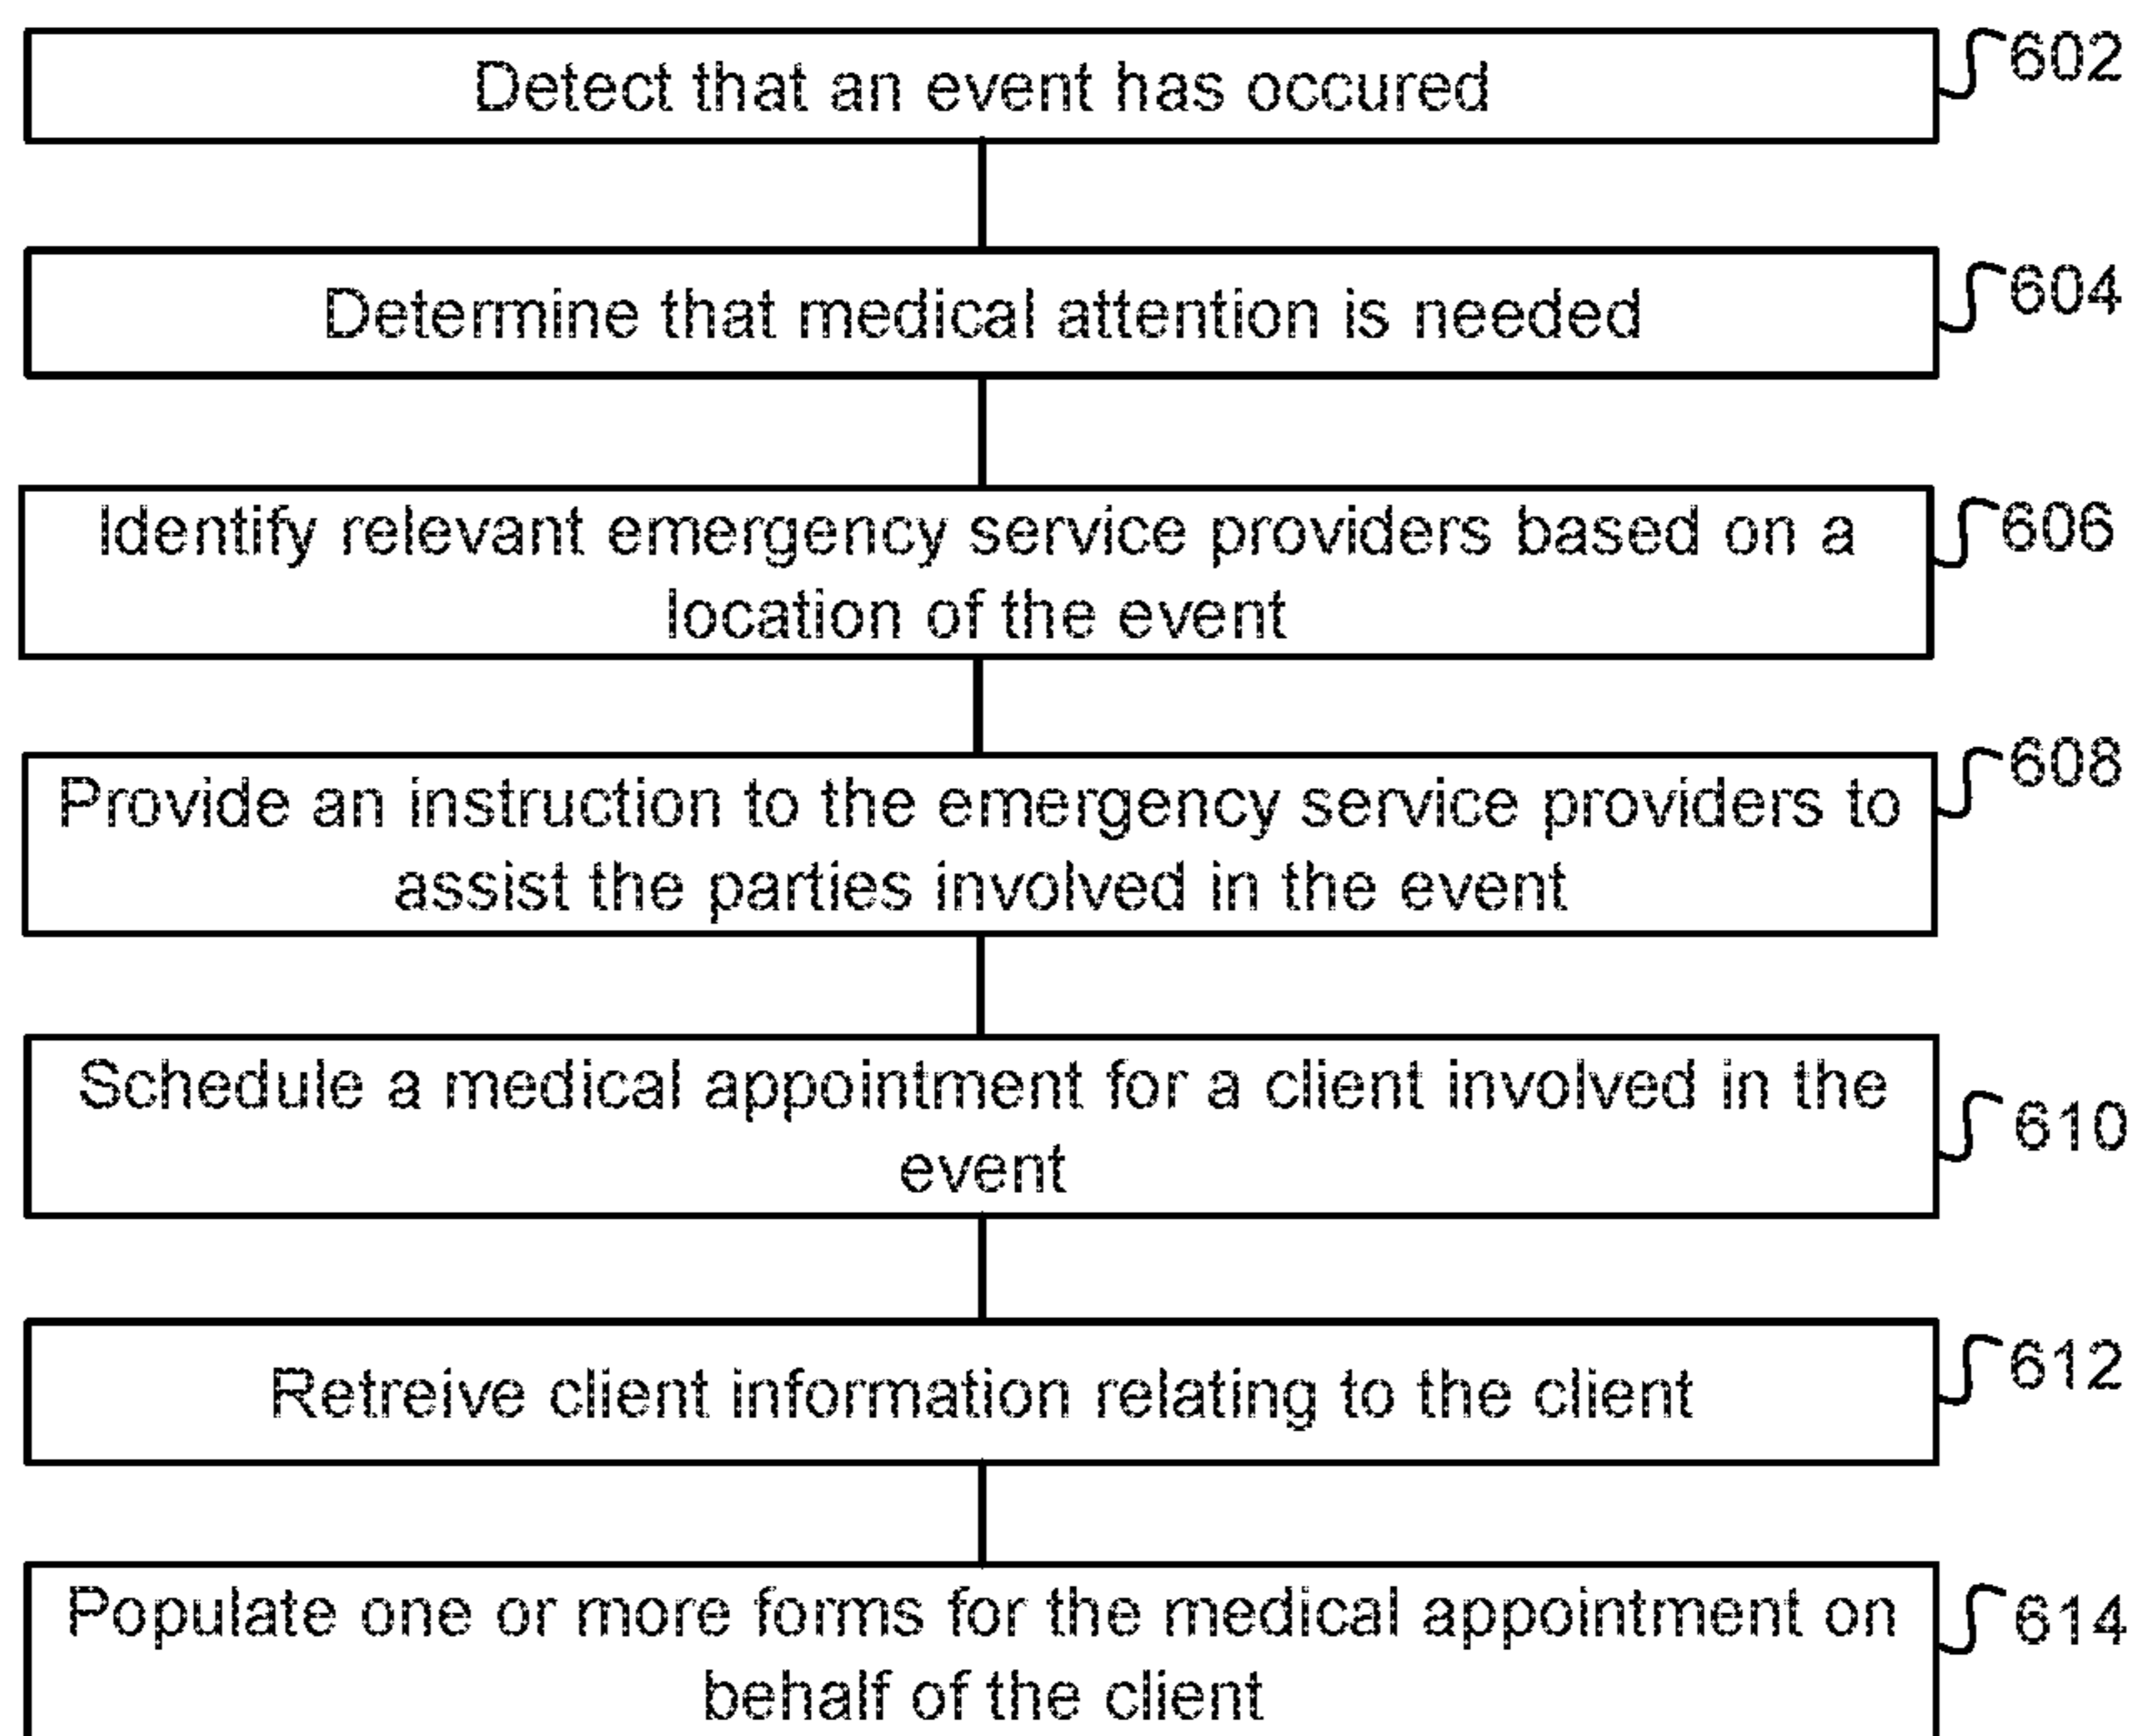 Detect that an event has occured
602
Determine that medical attention is needed
604
Identify relevant emergency service providers based on a
location of the event
606
Provide an instruction to the emergency service providers to
assist the parties involved in the event
608
Schedule a medical appointment for a client involved in the
event
610
Retreive client information relating to the client
612
Populate one or more forms for the medical appointment on
behalf of the client
614